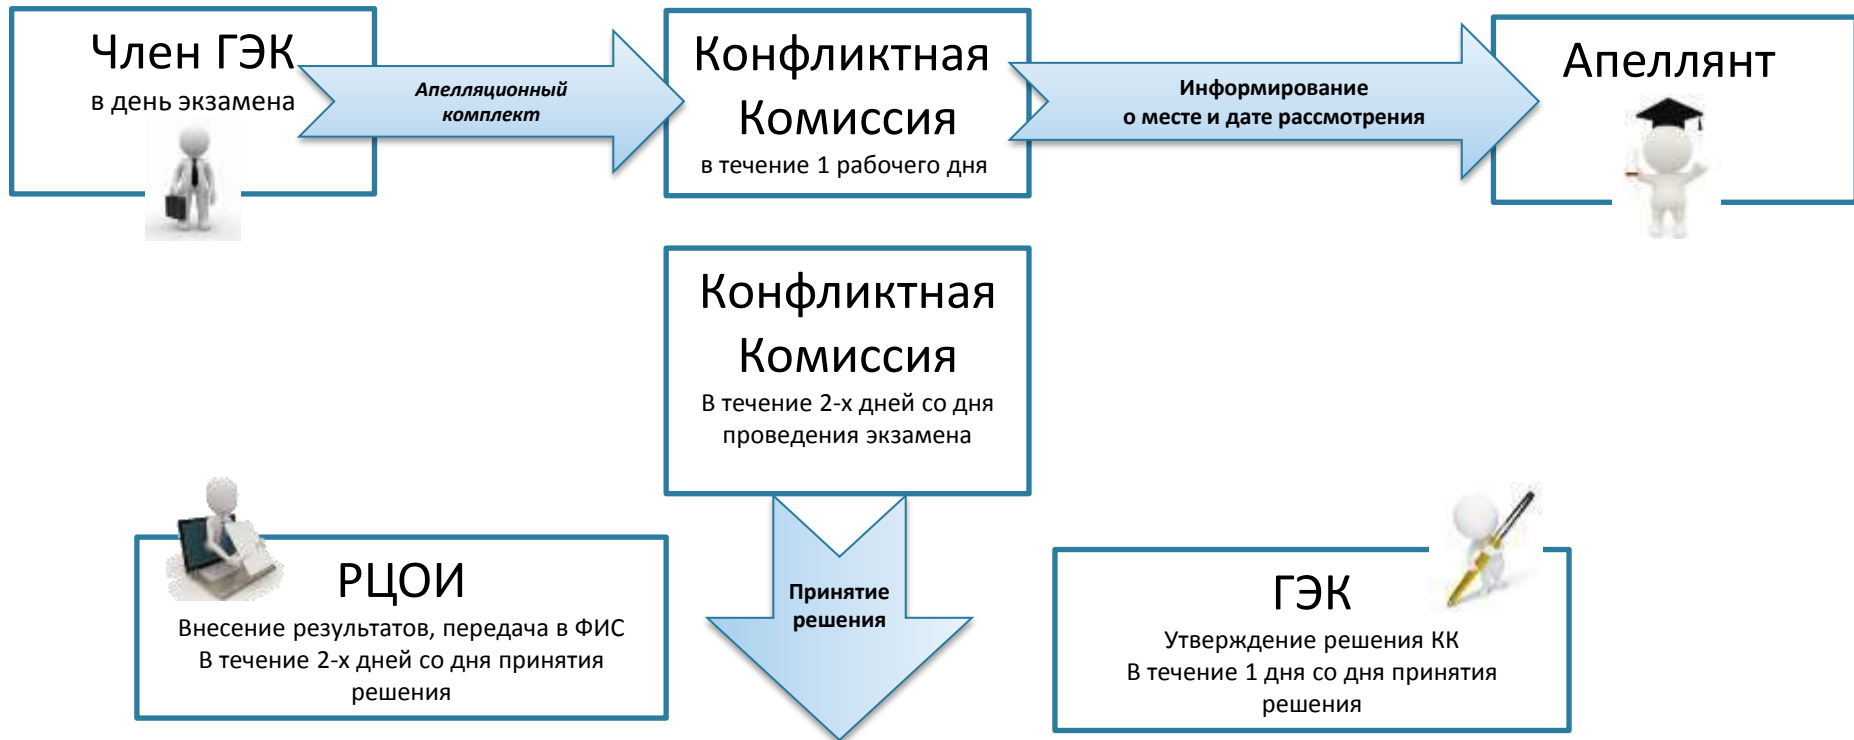 Член ГЭК
в день экзамена
Апелляционный
комплект
Конфликтная
Комиссия
в течение 1 рабочего дня
Информирование
о месте и дате рассмотрения
Апеллянт
Конфликтная
Комиссия
В течение 2-х дней со дня
проведения экзамена
РЦОИ
Внесение результатов, передача в ФИС
В течение 2-х дней со дня принятия
решения
Принятие
решения
ГЭК
Утверждение решения КК
В течение 1 дня со дня принятия
решения